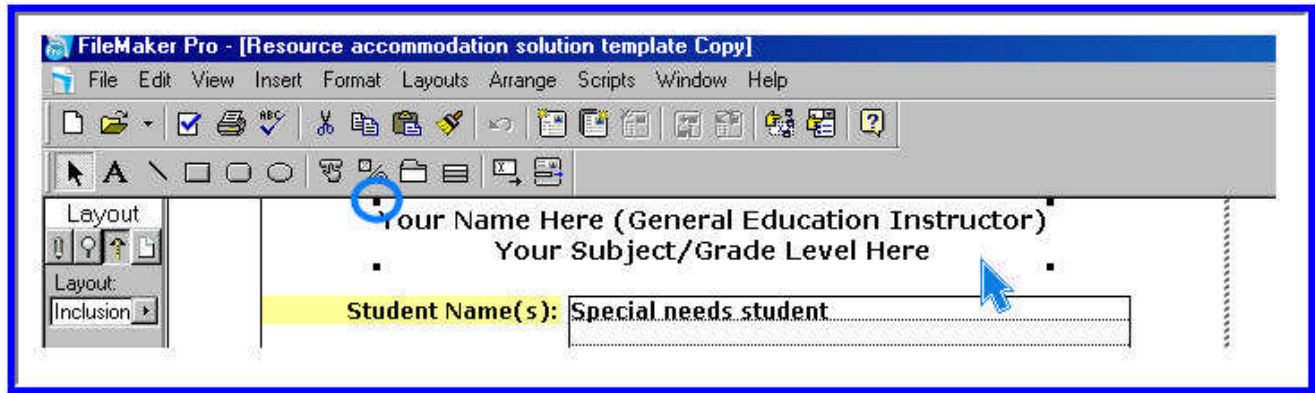 FileMaker Pro - [Resource accommodation solution template Copy]
File Edit View Insert Format Layouts Arrange Scripts Window Help
ABC
A
Layout
Layout:
Inclusion
Your Name Here (General Education Instructor)
Your Subject/Grade Level Here
Student Name(s): Special needs student